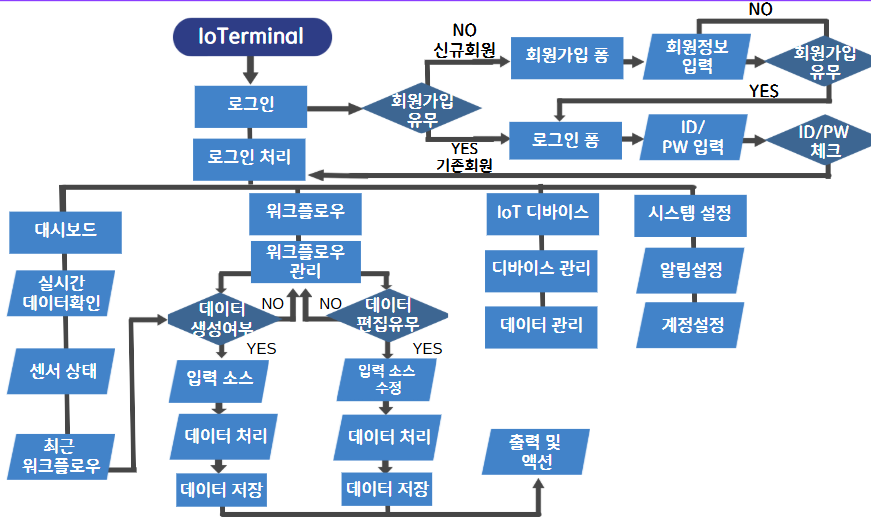 IoTerminal
NO
신규회원
회원가입 폼
회원정보
입력
NO
회원가입
유무
로그인
회원가입
유무
YES
로그인 처리
YES
기존회원
로그인 폼
ID/
PW 입력
ID/PW
체크
대시보드
실시간
데이터확인
센서 상태
최근
워크플로우
워크플로우
워크플로우
관리
데이터
생성여부
NO
NO
데이터
편집유무
YES
YES
입력 소스
입력 소스
수정
데이터 처리
데이터 처리
데이터 저장
데이터 저장
IoT 디바이스
디바이스 관리
데이터 관리
시스템 설정
알림설정
계정설정
출력 및
액션